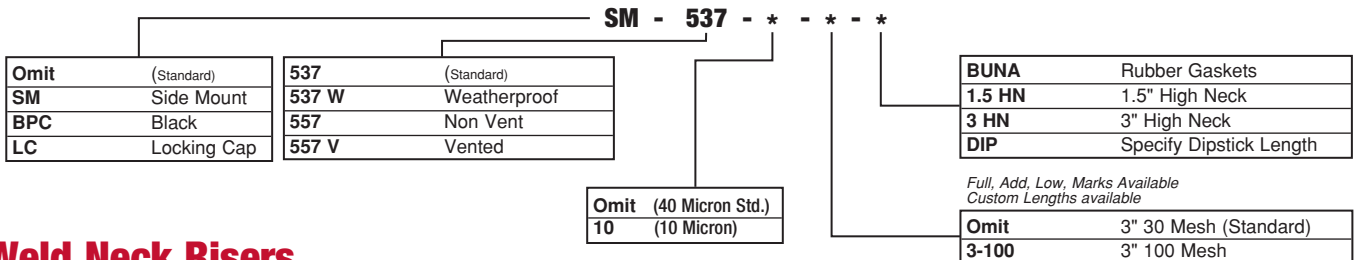 SM - 537 - * - * - *
Omit (Standard)
SM Side Mount
BPC Black
LC Locking Cap
537 (Standard)
537 W Weatherproof
557 Non Vent
557 V Vented
BUNA Rubber Gaskets
1.5 HN 1.5" High Neck
3 HN 3" High Neck
DIP Specify Dipstick Length
Full, Add, Low, Marks Available
Custom Lengths available
Omit (40 Micron Std.)
10 (10 Micron)
Omit 3" 30 Mesh (Standard)
3-100 3" 100 Mesh
Weld Neck Risers